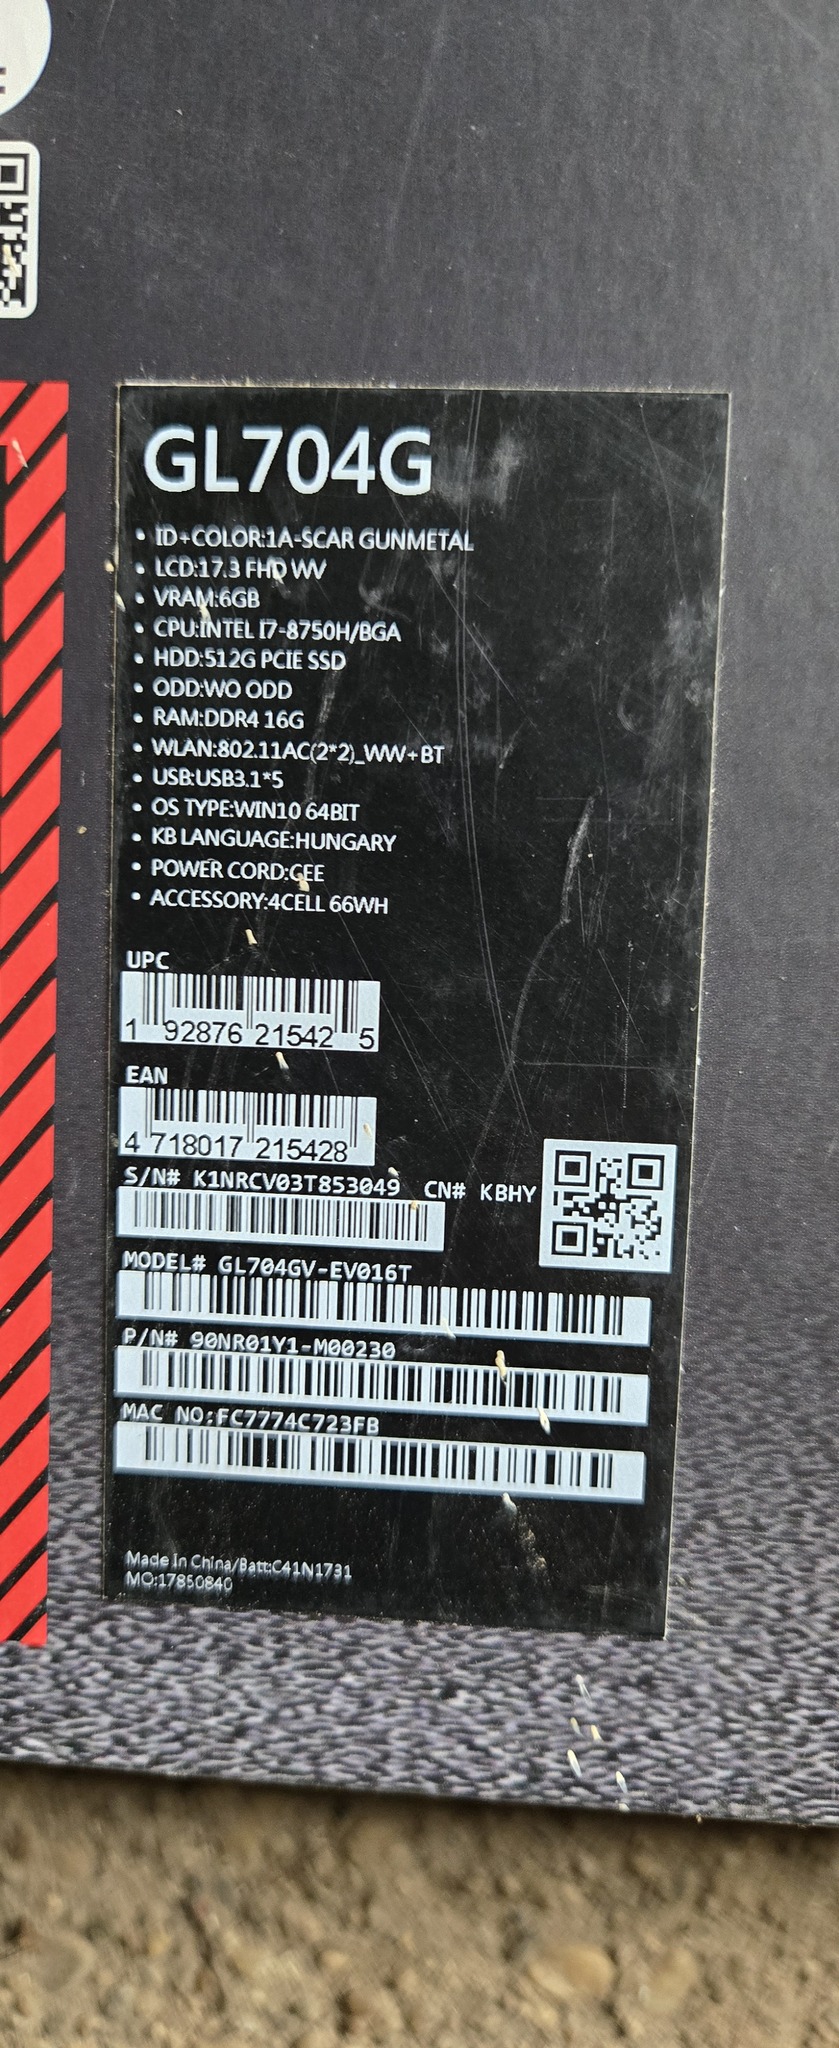 GL704G
• ID+COLOR:1A-SCAR GUNMETAL
• LCD:17.3 FHD WV
• VRAM:6GB
• CPU:INTEL I7-8750H/BGA
• HDD:512G PCIE SSD
• ODD:WO ODD
• RAM:DDR4 16G
• WLAN:802.11AC(2*2)_WW+BT
• USB:USB3.1*5
• OS TYPE:WIN10 64BIT
• KB LANGUAGE:HUNGARY
• POWER CORD:CEE
• ACCESSORY:4CELL 66WH
UPC
1 92876 21542 5
EAN
4 718017 215428
S/N# K1NRCV03T853049 CN# KBHY
MODEL# GL704GV-EV016T
P/N# 90NR01Y1-M00230
MAC NO:FC7774C723FB
Made In China/Batt:C41N1731
MO:17850840